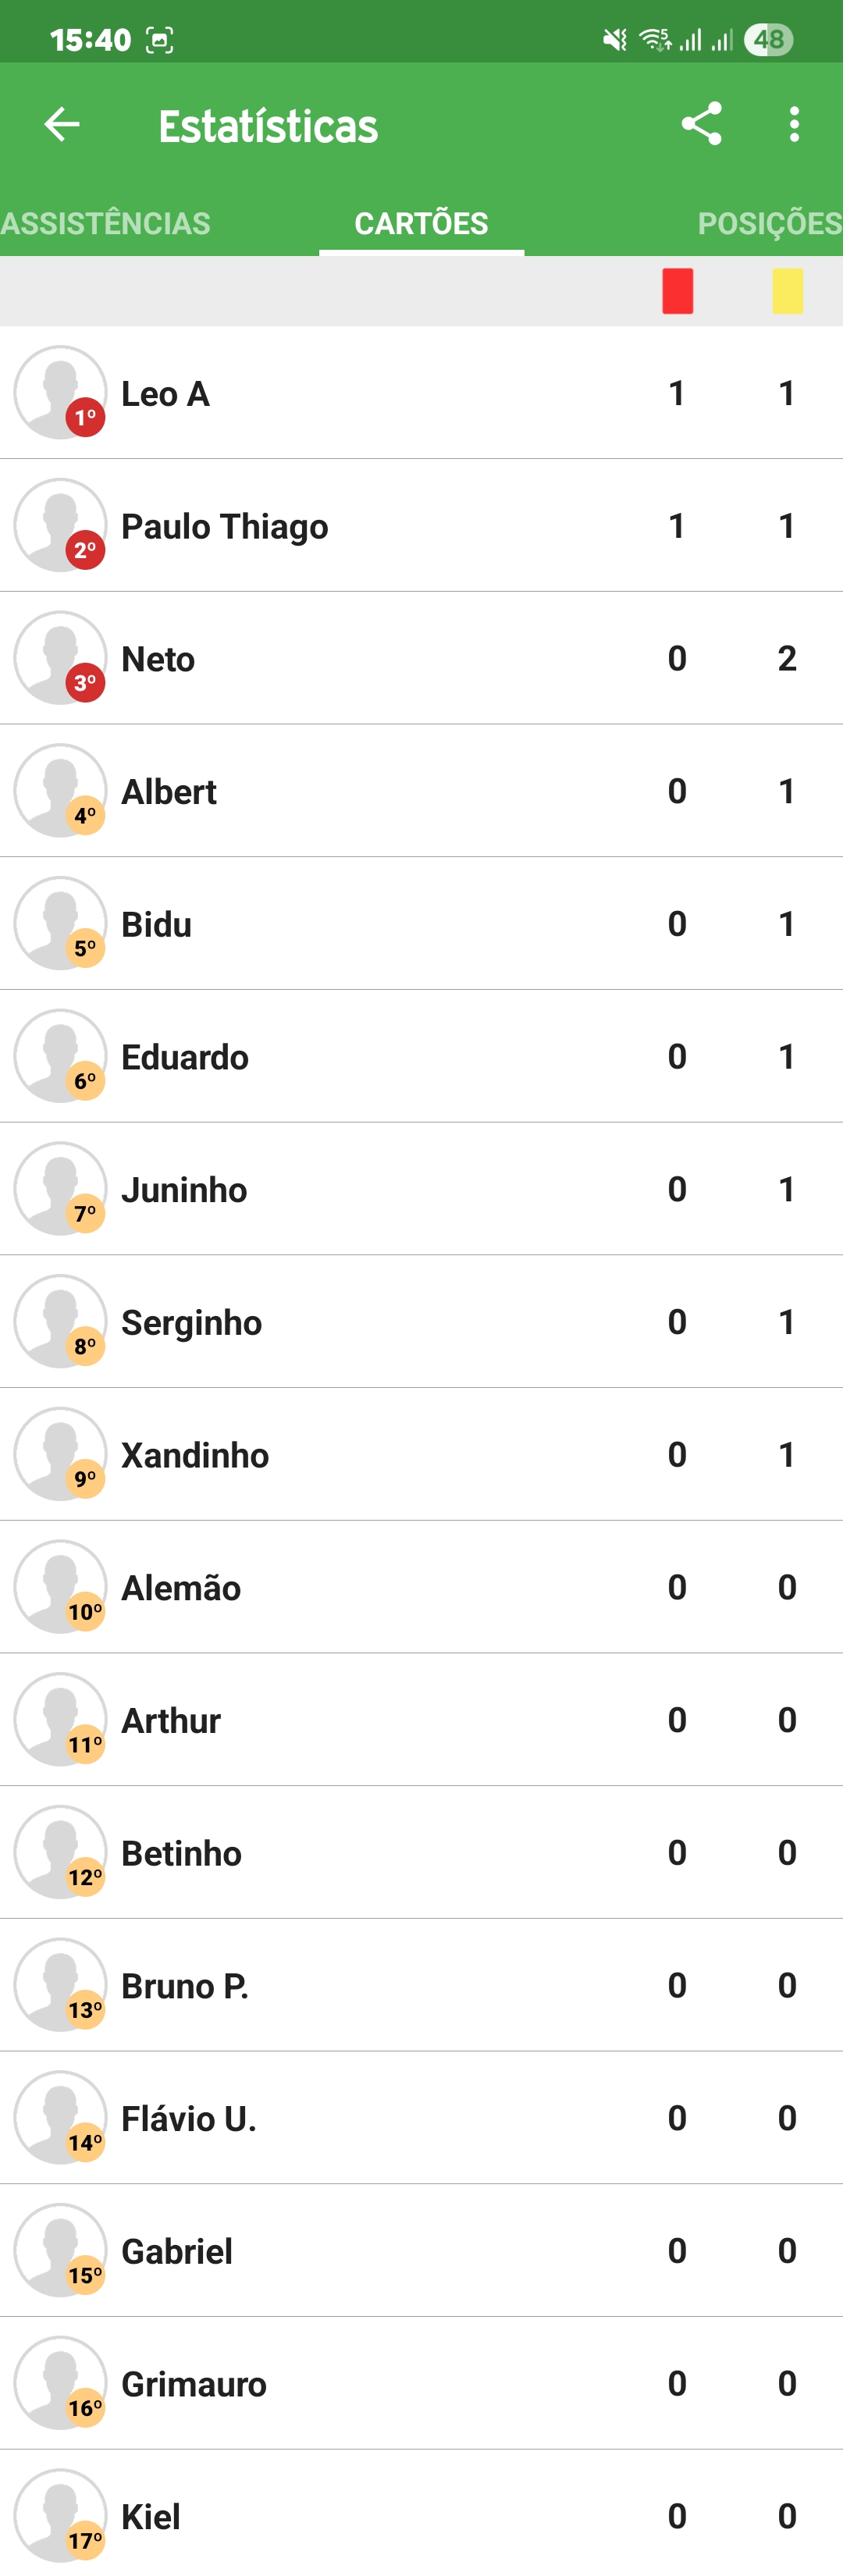 15:40 5 48
Estatísticas
ASSISTÊNCIAS CARTÕES POSIÇÕES
1º Leo A 1 1
2º Paulo Thiago 1 1
3º Neto 0 2
4º Albert 0 1
5º Bidu 0 1
6º Eduardo 0 1
7º Juninho 0 1
8º Serginho 0 1
9º Xandinho 0 1
10º Alemão 0 0
11º Arthur 0 0
12º Betinho 0 0
13º Bruno P. 0 0
14º Flávio U. 0 0
15º Gabriel 0 0
16º Grimauro 0 0
17º Kiel 0 0